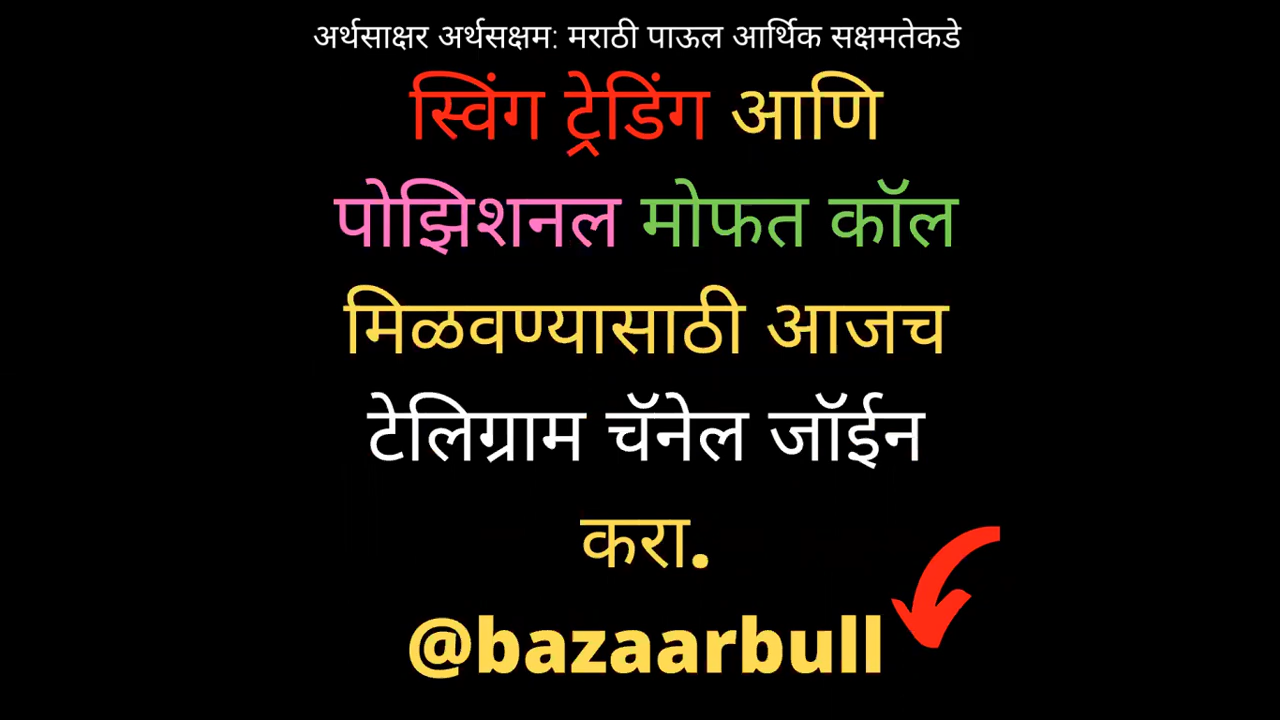 अर्थसाक्षर अर्थसक्षम: मराठी पाऊल आर्थिक सक्षमतेकडे
स्विंग ट्रेडिंग आणि
पोझिशनल मोफत कॉल
मिळवण्यासाठी आजच
टेलिग्राम चॅनेल जॉईन
करा.
@bazaarbull